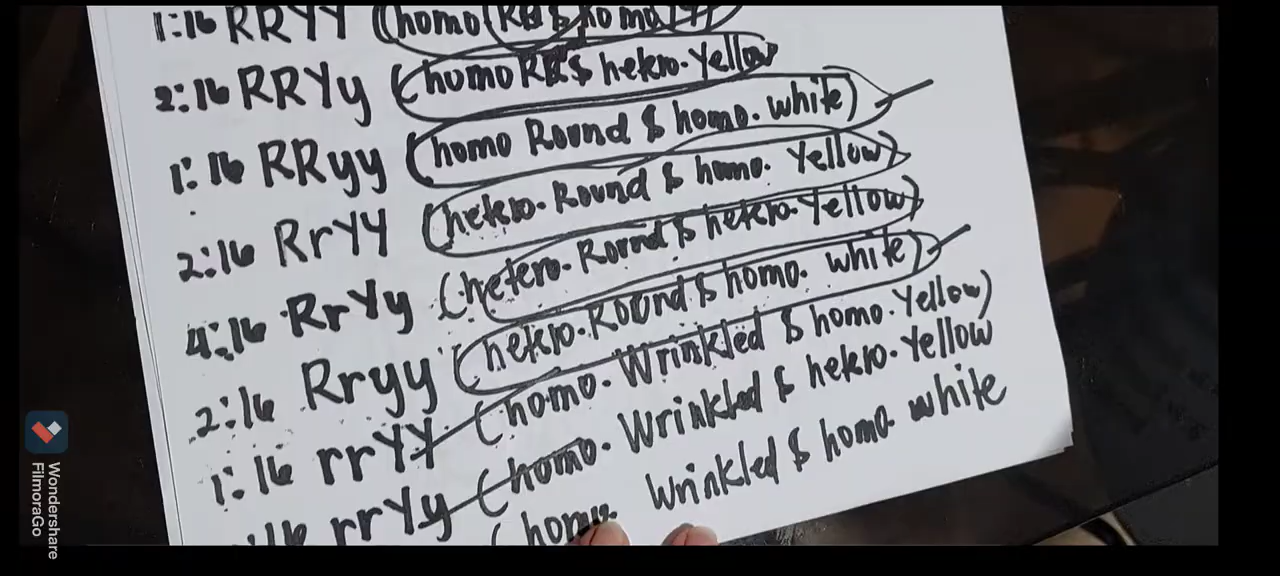 1:16 RRYY (homo
2:16 RRYy (homo RR & hetero. Yellow
1:16 RRyy (homo Round & homo. white)
2:16 RrYY (hetero. Round & homo. Yellow)
4:16 RrYy (hetero. Round & hetero. Yellow)
2:16 Rryy (hetero. Round & homo. white)
1:16 rrYY (homo. Wrinkled & homo. Yellow)
rrYy (homo. Wrinkled & hetero. Yellow
(homo. Wrinkled & homo. white
Wondershare
FilmoraGo